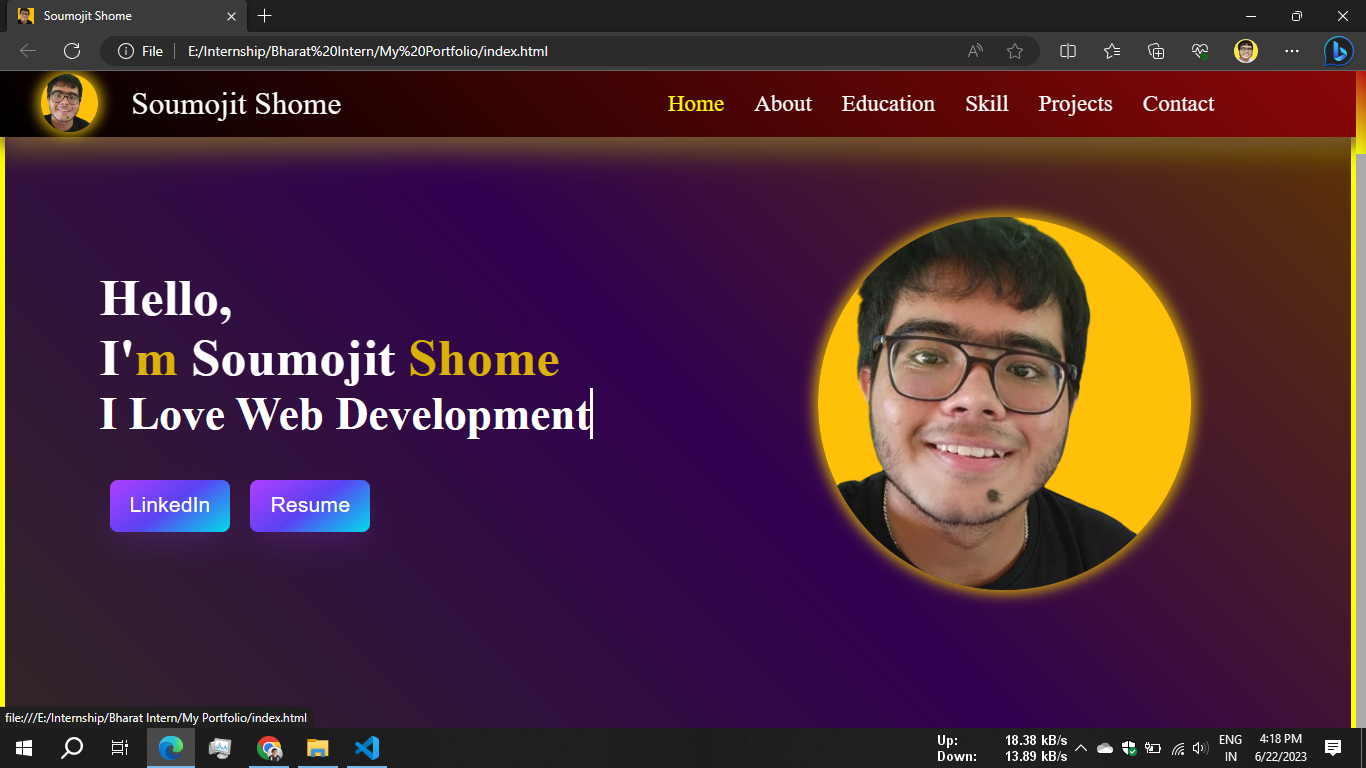 Soumojit Shome
File
E:/Internship/Bharat%20Intern/My%20Portfolio/index.html
Soumojit Shome
Home About Education Skill Projects Contact
Hello,
I'm Soumojit Shome
I Love Web Development
LinkedIn Resume
file:///E:/Internship/Bharat Intern/My Portfolio/index.html
Up: 18.38 kB/s
Down: 13.89 kB/s
ENG
IN
4:18 PM
6/22/2023